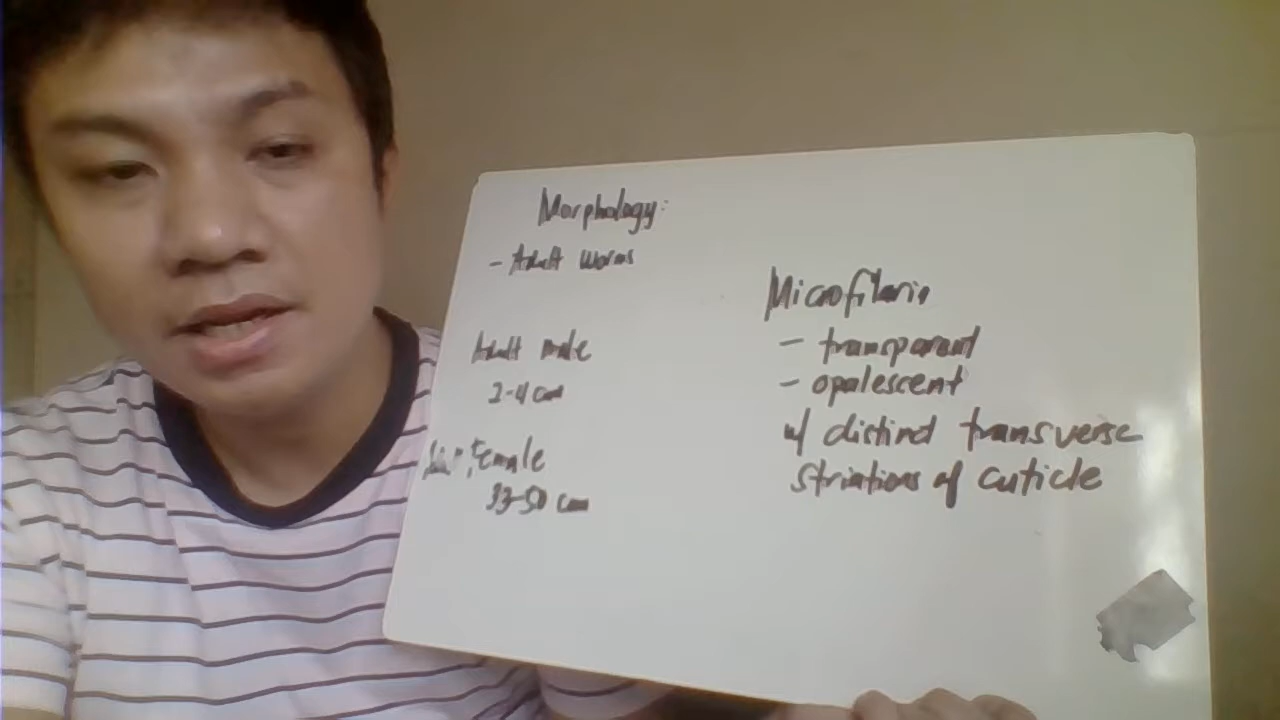 Morphology:
- Adult worms
Adult male
2-4 cm
Female
33-50 cm
Microfilaria
- transparent
- opalescent
w/ distinct transverse
striations of cuticle